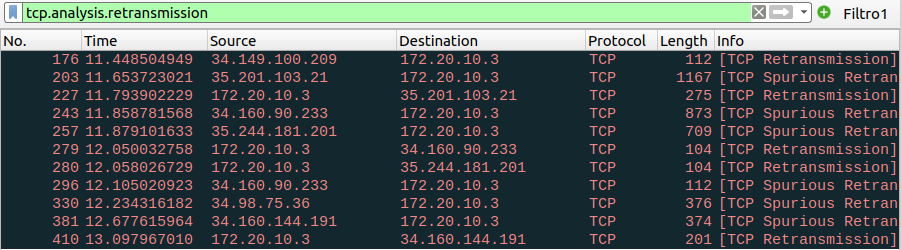 tcp.analysis.retransmission Filtro1
No. Time Source Destination Protocol Length Info
176 11.448504949 34.149.100.209 172.20.10.3 TCP 112 [TCP Retransmission]
203 11.653723021 35.201.103.21 172.20.10.3 TCP 1167 [TCP Spurious Retran
227 11.793902229 172.20.10.3 35.201.103.21 TCP 275 [TCP Retransmission]
243 11.858781568 34.160.90.233 172.20.10.3 TCP 873 [TCP Spurious Retran
257 11.879101633 35.244.181.201 172.20.10.3 TCP 709 [TCP Spurious Retran
279 12.050032758 172.20.10.3 34.160.90.233 TCP 104 [TCP Retransmission]
280 12.058026729 172.20.10.3 35.244.181.201 TCP 104 [TCP Retransmission]
296 12.105020923 34.160.90.233 172.20.10.3 TCP 112 [TCP Spurious Retran
330 12.234316182 34.98.75.36 172.20.10.3 TCP 376 [TCP Spurious Retran
381 12.677615964 34.160.144.191 172.20.10.3 TCP 374 [TCP Spurious Retran
410 13.097967010 172.20.10.3 34.160.144.191 TCP 201 [TCP Retransmission]